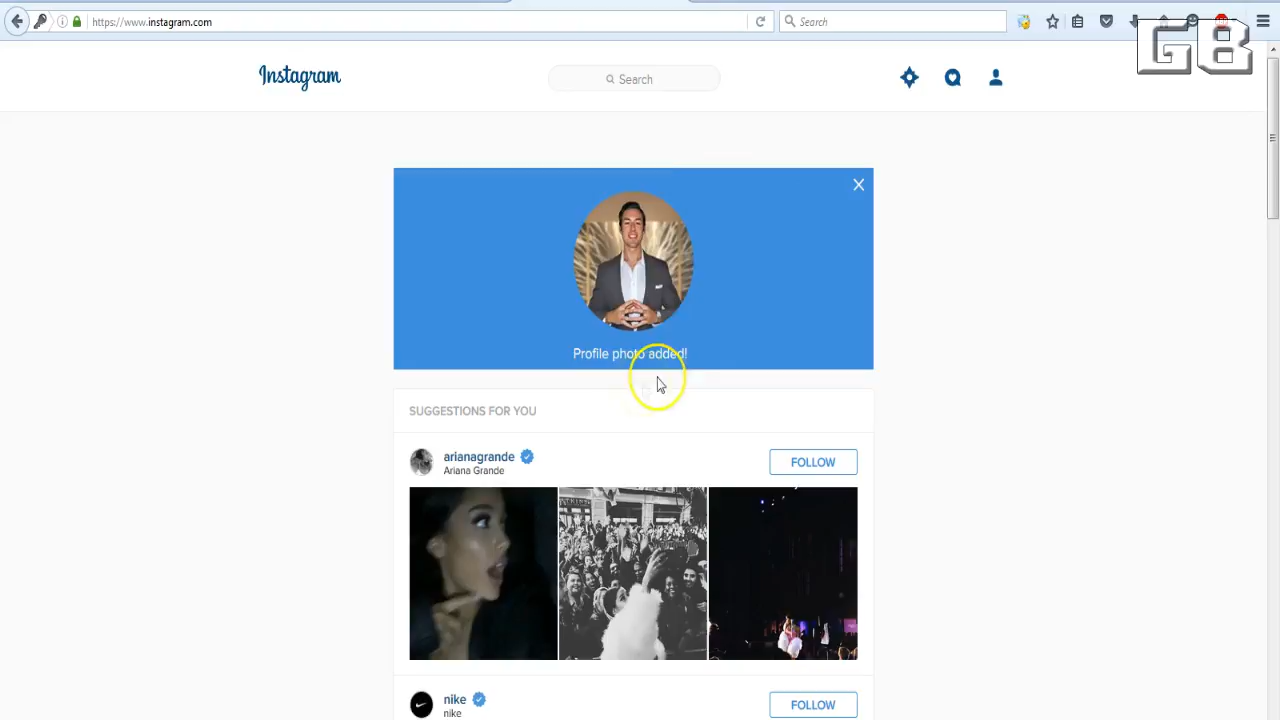 https://www.instagram.com
Search
GB
Instagram
Search
Profile photo added!
SUGGESTIONS FOR YOU
arianagrande
Ariana Grande
FOLLOW
nike
nike
FOLLOW